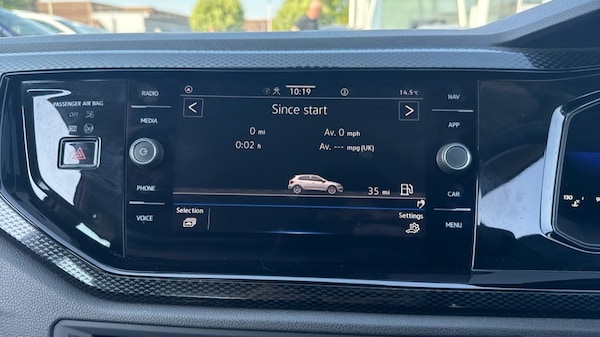 PASSENGER AIR BAG
OFF
RADIO
MEDIA
PHONE
VOICE
10:19
14.5°C
Since start
0 mi
Av. 0 mph
0:02 h
Av. --- mpg (UK)
35 mi
Selection
Settings
NAV
APP
CAR
MENU
130